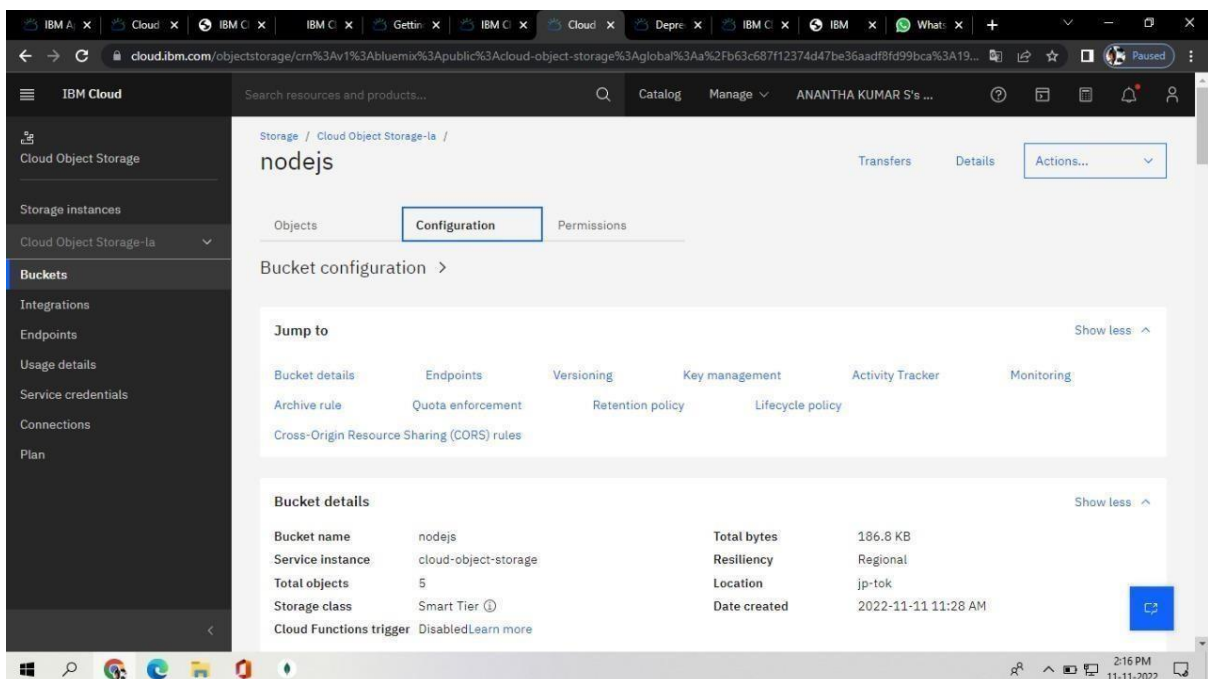 IBM A Cloud IBM C IBM C Gettin IBM C Cloud Depre IBM C IBM Whats
cloud.ibm.com/objectstorage/crn%3Av1%3Abluemix%3Apublic%3Acloud-object-storage%3Aglobal%3Aa%2Fb63c687f12374d47be36aadf8fd99bca%3A19... Paused
IBM Cloud Search resources and products... Catalog Manage ANANTHA KUMAR S's ...
Cloud Object Storage
Storage instances
Cloud Object Storage-la
Buckets
Integrations
Endpoints
Usage details
Service credentials
Connections
Plan
Storage / Cloud Object Storage-la /
nodejs Transfers Details Actions...
Objects Configuration Permissions
Bucket configuration >
Jump to Show less
Bucket details Endpoints Versioning Key management Activity Tracker Monitoring
Archive rule Quota enforcement Retention policy Lifecycle policy
Cross-Origin Resource Sharing (CORS) rules
Bucket details Show less
Bucket name nodejs Total bytes 186.8 KB
Service instance cloud-object-storage Resiliency Regional
Total objects 5 Location jp-tok
Storage class Smart Tier Date created 2022-11-11 11:28 AM
Cloud Functions trigger DisabledLearn more
2:16 PM
11-11-2022